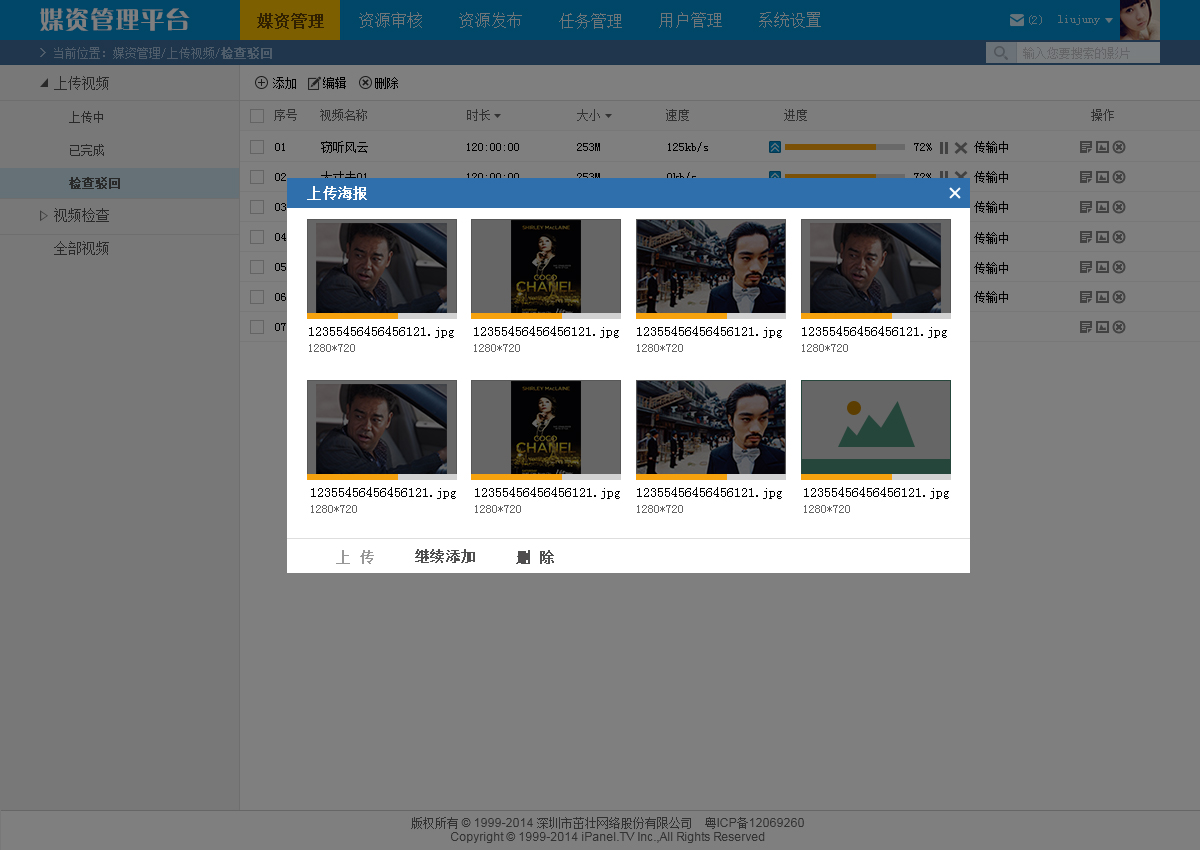 媒资管理平台 媒资管理 资源审核 资源发布 任务管理 用户管理 系统设置 (2) liujuny
当前位置: 媒资管理/上传视频/检查驳回 输入您要搜索的影片
上传视频 添加 编辑 删除
上传中 序号 视频名称 时长 大小 速度 进度 操作
已完成 01 窃听风云 120:00:00 253M 125kb/s 72% 传输中
检查驳回 02 大丈夫01 120:00:00 253M 0kb/s 72% 传输中
视频检查 03 传输中
全部视频 04 传输中
05 传输中
06 传输中
07
上传海报
SHIRLEY MACLAINE
COCO
CHANEL
12355456456456121.jpg 12355456456456121.jpg 12355456456456121.jpg 12355456456456121.jpg
1280*720 1280*720 1280*720 1280*720
SHIRLEY MACLAINE
COCO
CHANEL
12355456456456121.jpg 12355456456456121.jpg 12355456456456121.jpg 12355456456456121.jpg
1280*720 1280*720 1280*720 1280*720
上 传 继续添加 删 除
版权所有 © 1999-2014 深圳市茁壮网络股份有限公司 粤ICP备12069260
Copyright © 1999-2014 iPanel.TV Inc.,All Rights Reserved